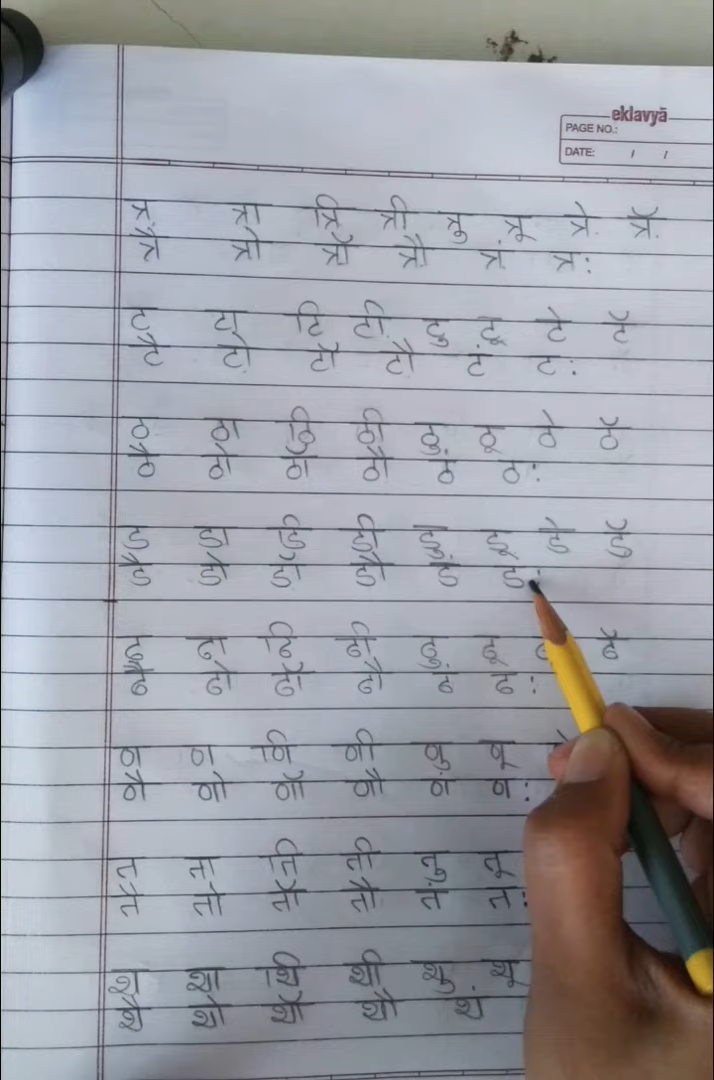 eklavyā
PAGE NO.:
DATE: / /
त्र त्रा त्रि त्री त्रु त्रू त्रे त्रॅ
त्रै त्रो त्रॉ त्रौ त्रं त्र:
ट टा टि टी टु टू टे टॅ
टै टो टॉ टौ टं ट:
ठ ठा ठि ठी ठु ठू ठे ठॅ
ठै ठो ठॉ ठौ ठं ठ:
ड डा डि डी डु डू डे डॅ
डै डो डॉ डौ डं ड:
ढ ढा ढि ढी ढु ढू ढॅ
ढै ढो ढॉ ढौ ढं ढ:
ण णा णि णी णु णू
णै णो णॉ णौ णं ण:
न ना नि नी नु नू
नै नो नॉ नौ नं न:
श शा शि शी शु शू
शै शो शॉ शौ शं